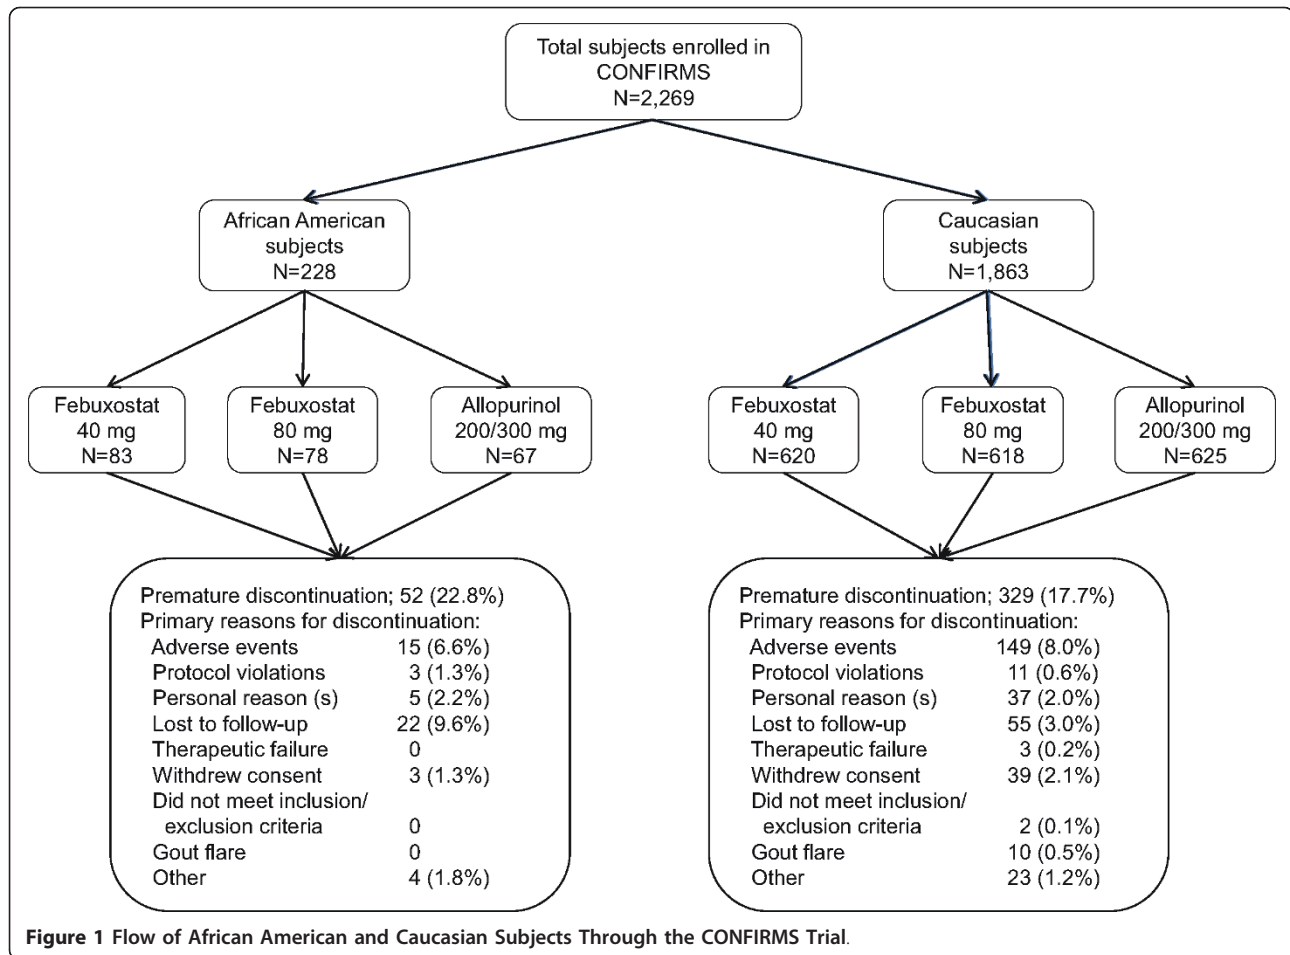 Total subjects enrolled in
CONFIRMS
N=2,269
African American
subjects
N=228
Caucasian
subjects
N=1,863
Febuxostat
40 mg
N=83
Febuxostat
80 mg
N=78
Allopurinol
200/300 mg
N=67
Febuxostat
40 mg
N=620
Febuxostat
80 mg
N=618
Allopurinol
200/300 mg
N=625
Premature discontinuation; 52 (22.8%)
Primary reasons for discontinuation:
Adverse events 15 (6.6%)
Protocol violations 3 (1.3%)
Personal reason (s) 5 (2.2%)
Lost to follow-up 22 (9.6%)
Therapeutic failure 0
Withdrew consent 3 (1.3%)
Did not meet inclusion/
exclusion criteria 0
Gout flare 0
Other 4 (1.8%)
Premature discontinuation; 329 (17.7%)
Primary reasons for discontinuation:
Adverse events 149 (8.0%)
Protocol violations 11 (0.6%)
Personal reason (s) 37 (2.0%)
Lost to follow-up 55 (3.0%)
Therapeutic failure 3 (0.2%)
Withdrew consent 39 (2.1%)
Did not meet inclusion/
exclusion criteria 2 (0.1%)
Gout flare 10 (0.5%)
Other 23 (1.2%)
Figure 1 Flow of African American and Caucasian Subjects Through the CONFIRMS Trial.